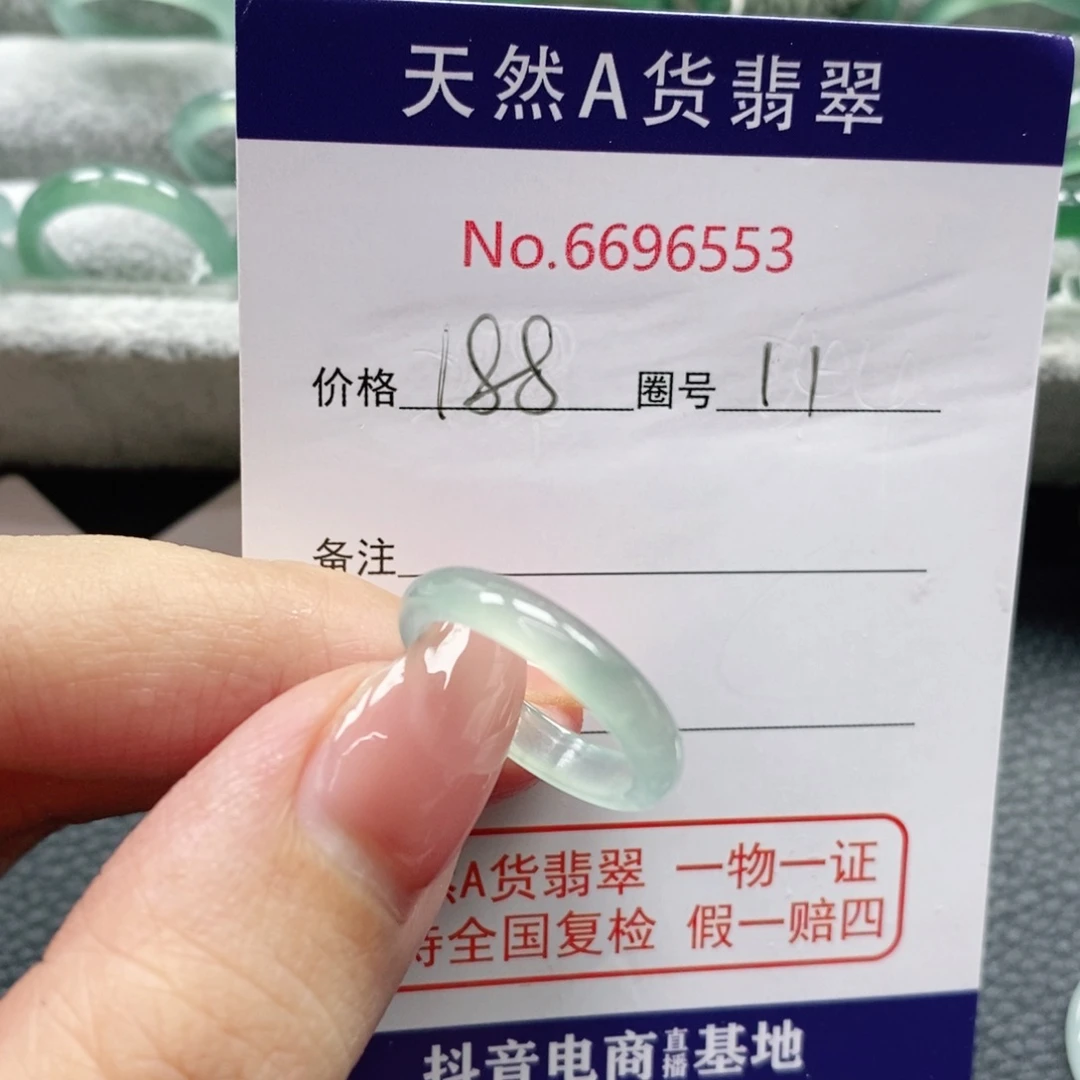 天然A货翡翠
No.6696553
价格 188 圈号 11
备注
A货翡翠 一物一证
全国复检 假一赔四
抖音电商直播基地